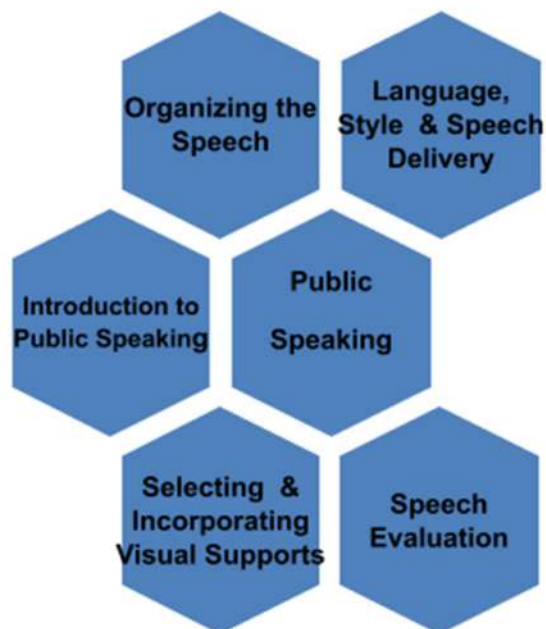 Organizing the
Speech
Language,
Style & Speech
Delivery
Introduction to
Public Speaking
Public
Speaking
Selecting &
Incorporating
Visual Supports
Speech
Evaluation